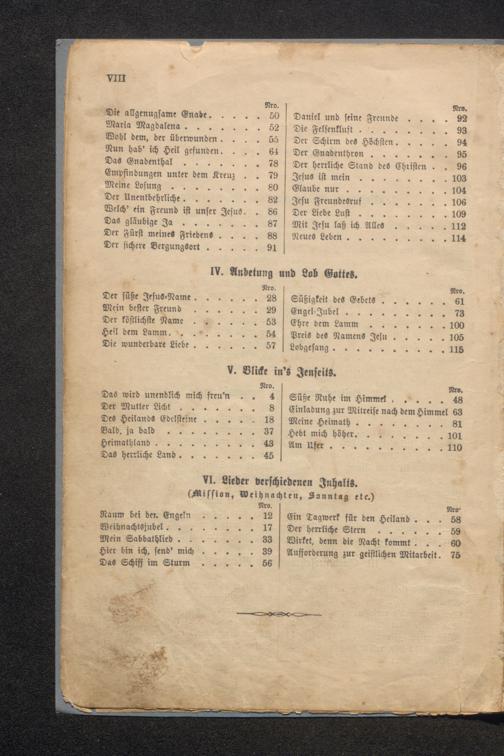 VIII
Nro.
Die allgenugsame Gnade. . . . . 50
Maria Magdalena . . . . . . . 52
Wohl dem, der überwunden . . . . 55
Nun hab' ich Heil gefunden . . . . 64
Das Gnadenthal . . . . . . . 78
Empfindungen unter dem Kreuz . . 79
Meine Losung . . . . . . . . 80
Der Unentbehrliche . . . . . . . 82
Welch' ein Freund ist unser Jesus . . 86
Das gläubige Ja . . . . . . . 87
Der Fürst meines Friedens . . . . 88
Der sichere Bergungsort . . . . . 91
Nro.
Daniel und seine Freunde . . . . 92
Die Felsenkluft . . . . . . . . 93
Der Schirm des Höchsten . . . . . 94
Der Gnadenthron . . . . . . . 95
Der herrliche Stand des Christen . . 96
Jesus ist mein . . . . . . . . 103
Glaube nur . . . . . . . . . 104
Jesu Freundesruf . . . . . . . 106
Der Liebe Lust . . . . . . . . 109
Mit Jesu laß ich Alles . . . . . 112
Neues Leben . . . . . . . . . 114
IV. Anbetung und Lob Gottes.
Nro.
Der süße Jesus-Name . . . . . . 28
Mein bester Freund . . . . . . 29
Der köstlichste Name . . . . . . 53
Heil dem Lamm. . . . . . . . 54
Die wunderbare Liebe . . . . . . 57
Nro.
Süßigkeit des Gebets . . . . . . 61
Engel-Jubel . . . . . . . . . 73
Ehre dem Lamm . . . . . . . 100
Preis des Namens Jesu . . . . . 105
Lobgesang . . . . . . . . . . 115
V. Blicke in's Jenseits.
Nro.
Das wird unendlich mich freu'n . . 4
Der Mutter Licht . . . . . . . 8
Des Heilands Edelsteine . . . . . 18
Bald, ja bald . . . . . . . . 37
Heimathland . . . . . . . . . 43
Das herrliche Land . . . . . . . 45
Nro.
Süße Ruhe im Himmel . . . . . 48
Einladung zur Mitreise nach dem Himmel 63
Meine Heimath . . . . . . . . 81
Hebt mich höher . . . . . . . . 101
Am Ufer . . . . . . . . . . 110
VI. Lieder verschiedenen Inhalts.
(Mission, Weihnachten, Sonntag etc.)
Nro.
Raum bei den Engeln . . . . . 12
Weihnachtsjubel . . . . . . . . 17
Mein Sabbathlied . . . . . . . 33
Hier bin ich, send' mich . . . . . 39
Das Schiff im Sturm . . . . . 56
Nro.
Ein Tagwerk für den Heiland . . . 58
Der herrliche Stern . . . . . . 59
Wirket, denn die Nacht kommt . . . 60
Aufforderung zur geistlichen Mitarbeit. 75